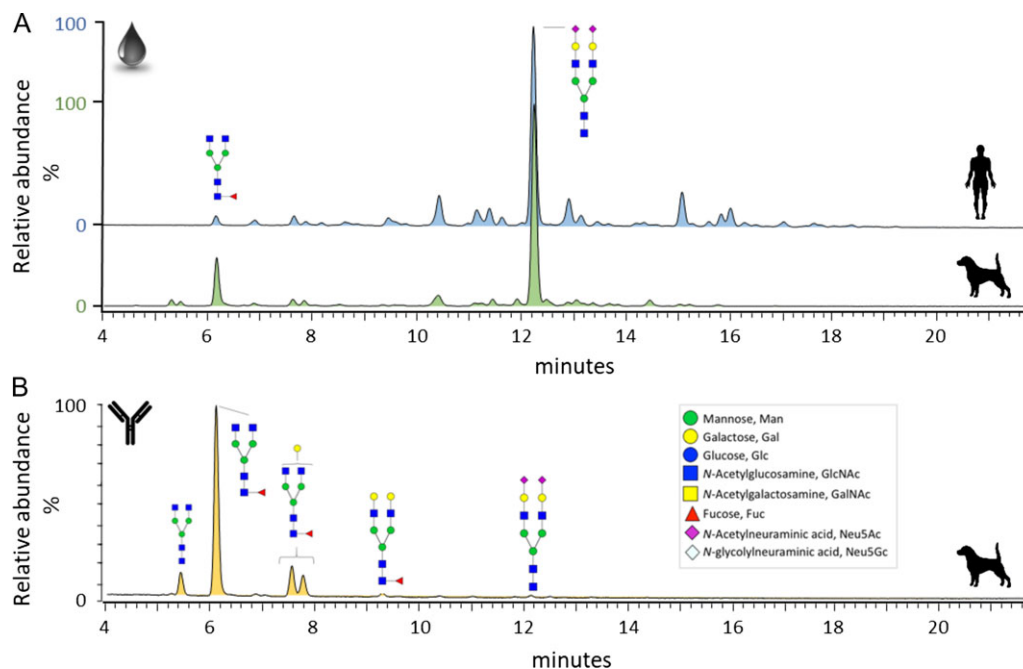 A
100
100
0
0
Relative abundance
%
4 6 8 10 12 14 16 18 20
minutes
B
100
50
0
Relative abundance
%
4 6 8 10 12 14 16 18 20
minutes
Mannose, Man
Galactose, Gal
Glucose, Glc
N-Acetylglucosamine, GlcNAc
N-Acetylgalactosamine, GalNAc
Fucose, Fuc
N-Acetylneuraminic acid, Neu5Ac
N-glycolylneuraminic acid, Neu5Gc